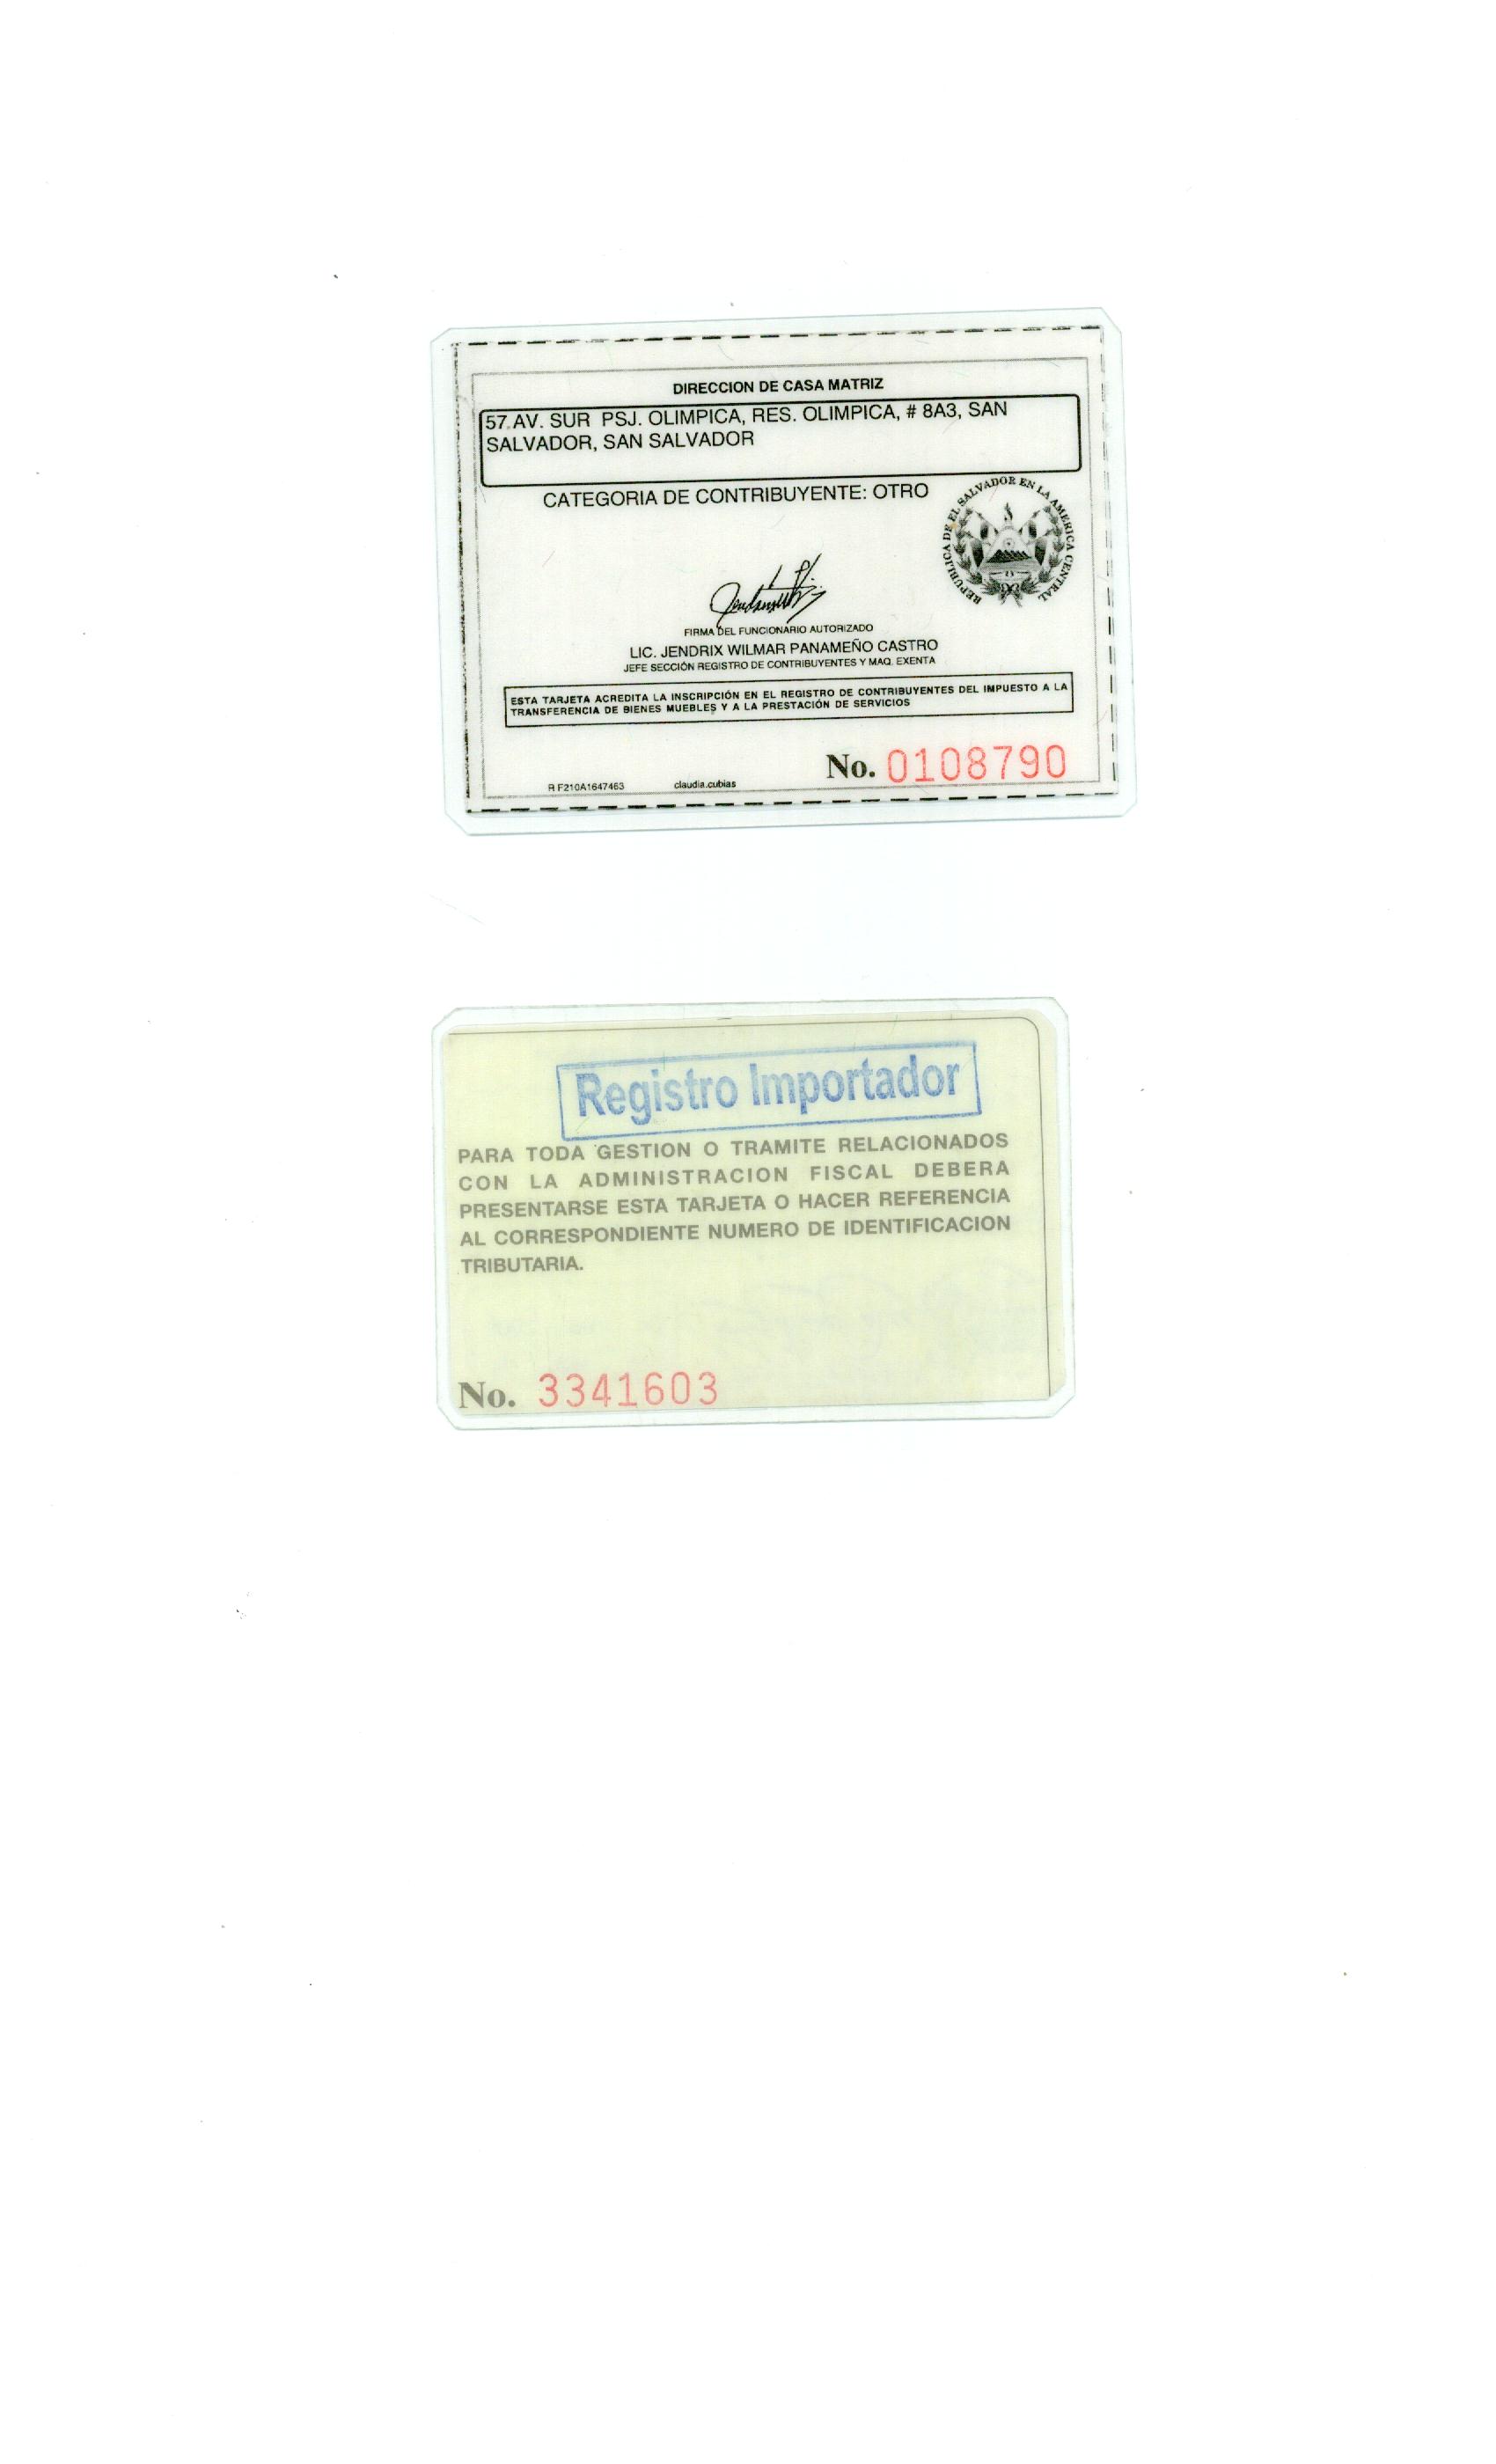 DIRECCION DE CASA MATRIZ
57 AV. SUR PSJ. OLIMPICA, RES. OLIMPICA, # 8A3, SAN
SALVADOR, SAN SALVADOR
CATEGORIA DE CONTRIBUYENTE: OTRO
REPUBLICA DE EL SALVADOR EN LA AMERICA CENTRAL
FIRMA DEL FUNCIONARIO AUTORIZADO
LIC. JENDRIX WILMAR PANAMEÑO CASTRO
JEFE SECCIÓN REGISTRO DE CONTRIBUYENTES Y MAQ. EXENTA
ESTA TARJETA ACREDITA LA INSCRIPCIÓN EN EL REGISTRO DE CONTRIBUYENTES DEL IMPUESTO A LA
TRANSFERENCIA DE BIENES MUEBLES Y A LA PRESTACIÓN DE SERVICIOS
No. 0108790
R F210A1647463 claudia.cubias
Registro Importador
PARA TODA GESTION O TRAMITE RELACIONADOS
CON LA ADMINISTRACION FISCAL DEBERA
PRESENTARSE ESTA TARJETA O HACER REFERENCIA
AL CORRESPONDIENTE NUMERO DE IDENTIFICACION
TRIBUTARIA.
No. 3341603